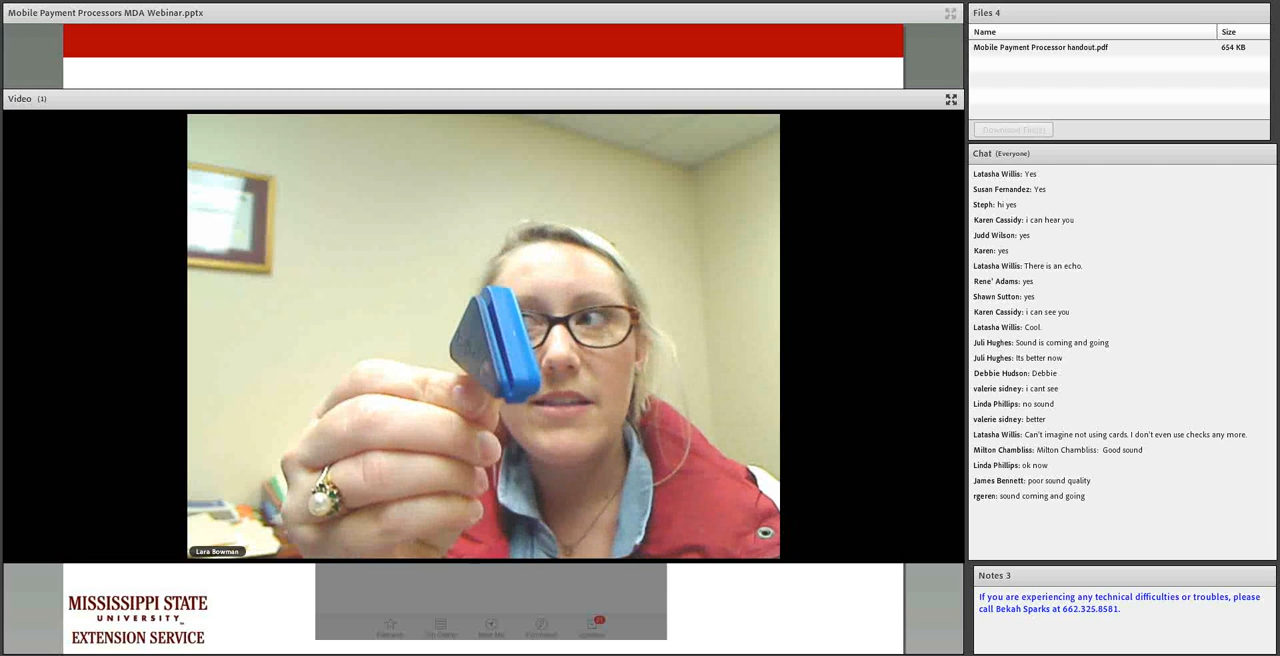 Mobile Payment Processors MDA Webinar.pptx
Video (1)
Lara Bowman
MISSISSIPPI STATE
UNIVERSITY™
EXTENSION SERVICE
Near Me
Files 4
Name Size
Mobile Payment Processor handout.pdf 654 KB
Download File(s)
Chat (Everyone)
Latasha Willis: Yes
Susan Fernandez: Yes
Steph: hi yes
Karen Cassidy: i can hear you
Judd Wilson: yes
Karen: yes
Latasha Willis: There is an echo.
Rene' Adams: yes
Shawn Sutton: yes
Karen Cassidy: i can see you
Latasha Willis: Cool.
Juli Hughes: Sound is coming and going
Juli Hughes: Its better now
Debbie Hudson: Debbie
valerie sidney: i cant see
Linda Phillips: no sound
valerie sidney: better
Latasha Willis: Can't imagine not using cards. I don't even use checks any more.
Milton Chambliss: Milton Chambliss: Good sound
Linda Phillips: ok now
James Bennett: poor sound quality
rgeren: sound coming and going
Notes 3
If you are experiencing any technical difficulties or troubles, please
call Bekah Sparks at 662.325.8581.